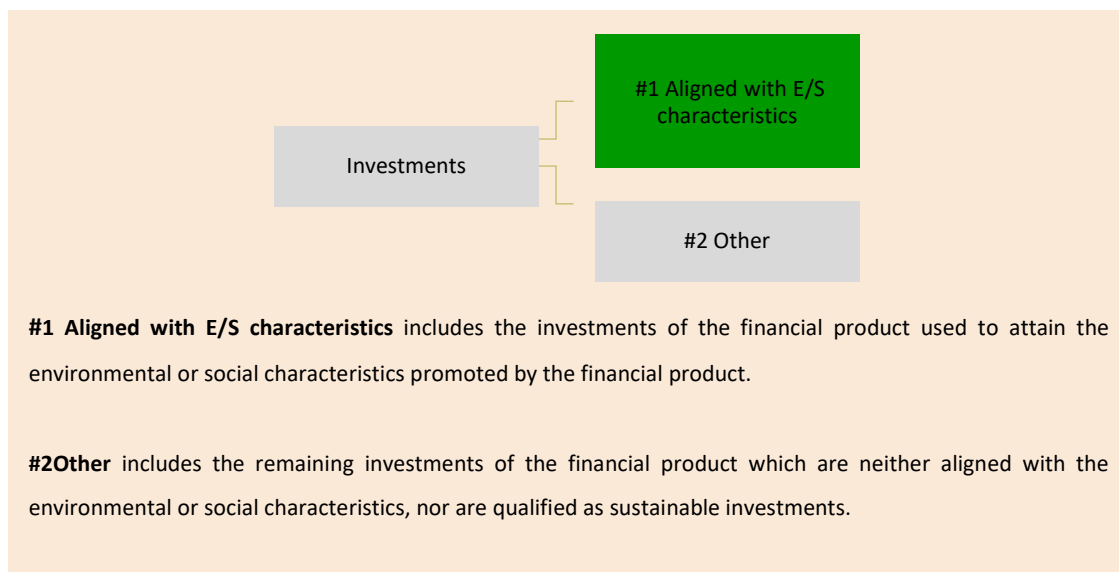 #1 Aligned with E/S
characteristics
Investments
#2 Other
#1 Aligned with E/S characteristics includes the investments of the financial product used to attain the
environmental or social characteristics promoted by the financial product.
#2Other includes the remaining investments of the financial product which are neither aligned with the
environmental or social characteristics, nor are qualified as sustainable investments.